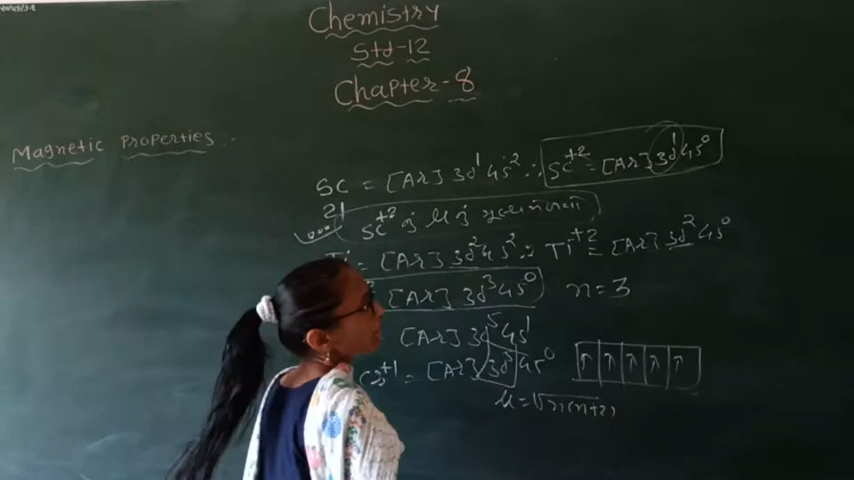 Chemistry
Std-12
Chapter-8
Magnetic Properties
Sc = [Ar] 3d¹ 4s² ∴ Sc⁺² = [Ar] 3d¹ 4s⁰
21
Sc⁺² નું μ નું મૂલ્ય
Ti = [Ar] 3d² 4s² ∴ Ti⁺² = [Ar] 3d² 4s⁰
[Ar] 3d³ 4s⁰ n = 3
[Ar] 3d⁵ 4s¹
+1 = [Ar] 3d⁵ 4s⁰ ↑ ↑ ↑ ↑ ↑
μ = √n(n+2)